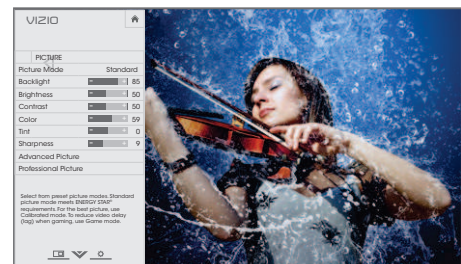 VIZIO
PICTURE
Picture Mode Standard
Backlight 85
Brightness 50
Contrast 50
Color 59
Tint 0
Sharpness 9
Advanced Picture
Professional Picture
Select from preset picture modes. Standard
picture mode meets ENERGY STAR®
requirements. For the best picture, use
Calibrated mode. To reduce video delay
(lag) when gaming, use Game mode.